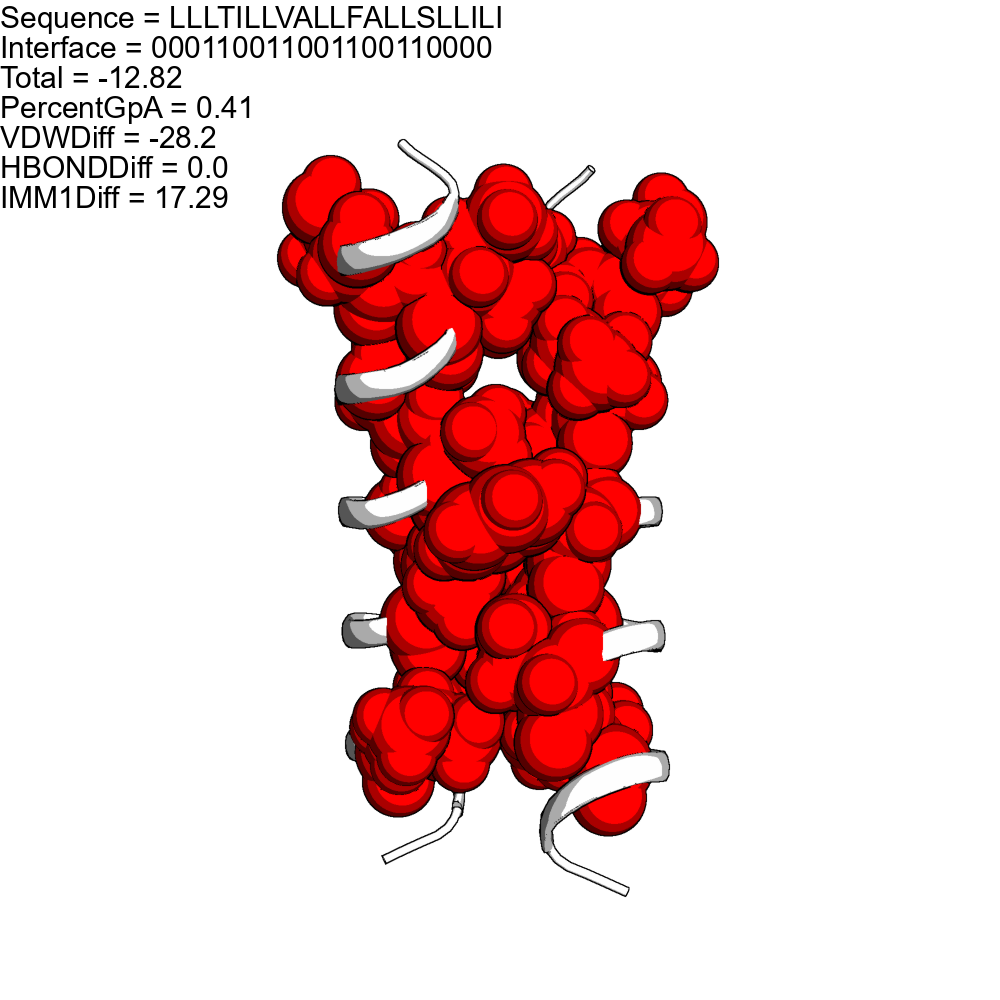 Sequence = LLLTILLVALLFALLSLLILI
Interface = 000110011001100110000
Total = -12.82
PercentGpA = 0.41
VDWDiff = -28.2
HBONDDiff = 0.0
IMM1Diff = 17.29